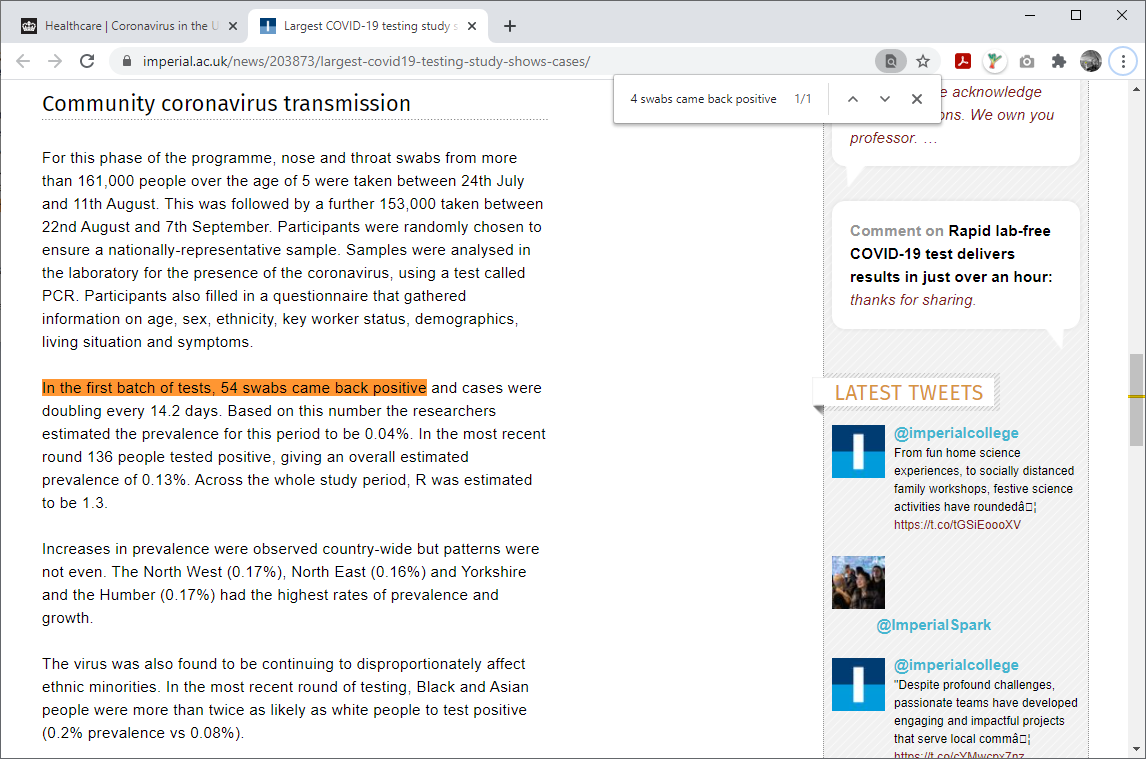 Healthcare | Coronavirus in the U
Largest COVID-19 testing study s
imperial.ac.uk/news/203873/largest-covid19-testing-study-shows-cases/
4 swabs came back positive 1/1
Community coronavirus transmission
For this phase of the programme, nose and throat swabs from more
than 161,000 people over the age of 5 were taken between 24th July
and 11th August. This was followed by a further 153,000 taken between
22nd August and 7th September. Participants were randomly chosen to
ensure a nationally-representative sample. Samples were analysed in
the laboratory for the presence of the coronavirus, using a test called
PCR. Participants also filled in a questionnaire that gathered
information on age, sex, ethnicity, key worker status, demographics,
living situation and symptoms.
In the first batch of tests, 54 swabs came back positive and cases were
doubling every 14.2 days. Based on this number the researchers
estimated the prevalence for this period to be 0.04%. In the most recent
round 136 people tested positive, giving an overall estimated
prevalence of 0.13%. Across the whole study period, R was estimated
to be 1.3.
Increases in prevalence were observed country-wide but patterns were
not even. The North West (0.17%), North East (0.16%) and Yorkshire
and the Humber (0.17%) had the highest rates of prevalence and
growth.
The virus was also found to be continuing to disproportionately affect
ethnic minorities. In the most recent round of testing, Black and Asian
people were more than twice as likely as white people to test positive
(0.2% prevalence vs 0.08%).
e acknowledge
ons. We own you
professor. …
Comment on Rapid lab-free
COVID-19 test delivers
results in just over an hour:
thanks for sharing.
LATEST TWEETS
@imperialcollege
From fun home science
experiences, to socially distanced
family workshops, festive science
activities have roundedâ□¦
https://t.co/tGSiEoooXV
@ImperialSpark
@imperialcollege
"Despite profound challenges,
passionate teams have developed
engaging and impactful projects
that serve local commâ□¦